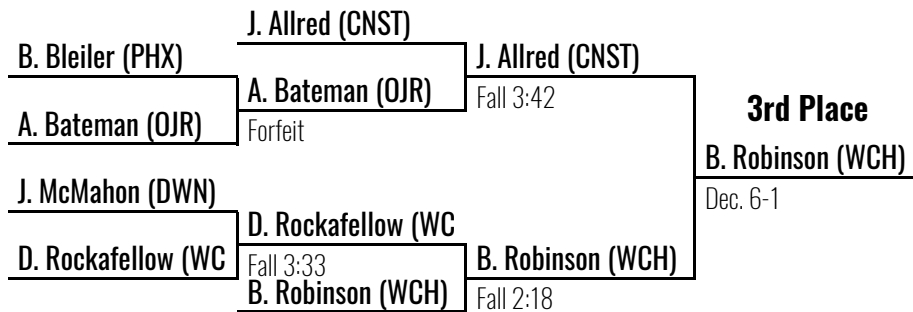 J. Allred (CNST)
B. Bleiler (PHX)
J. Allred (CNST)
A. Bateman (OJR)
Fall 3:42
3rd Place
A. Bateman (OJR)
Forfeit
B. Robinson (WCH)
J. McMahon (DWN)
Dec. 6-1
D. Rockafellow (WC
D. Rockafellow (WC
Fall 3:33
B. Robinson (WCH)
B. Robinson (WCH)
Fall 2:18